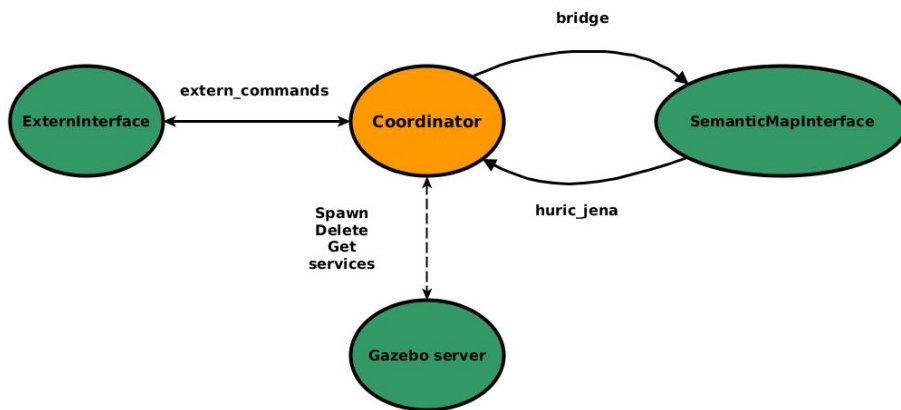 bridge
extern_commands
ExternInterface
Coordinator
SemanticMapInterface
huric_jena
Spawn
Delete
Get
services
Gazebo server